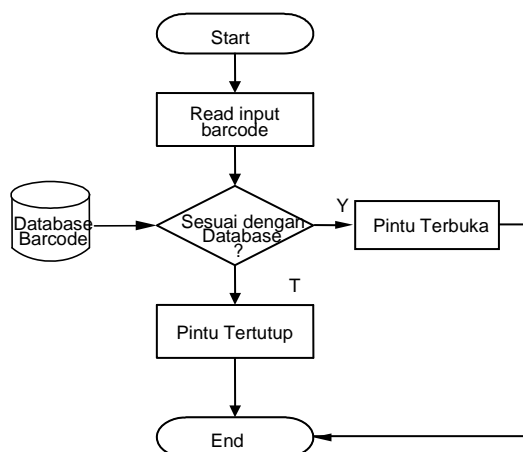 Start
Read input
barcode
Database
Barcode
Sesuai dengan
Database
?
Y
Pintu Terbuka
T
Pintu Tertutup
End